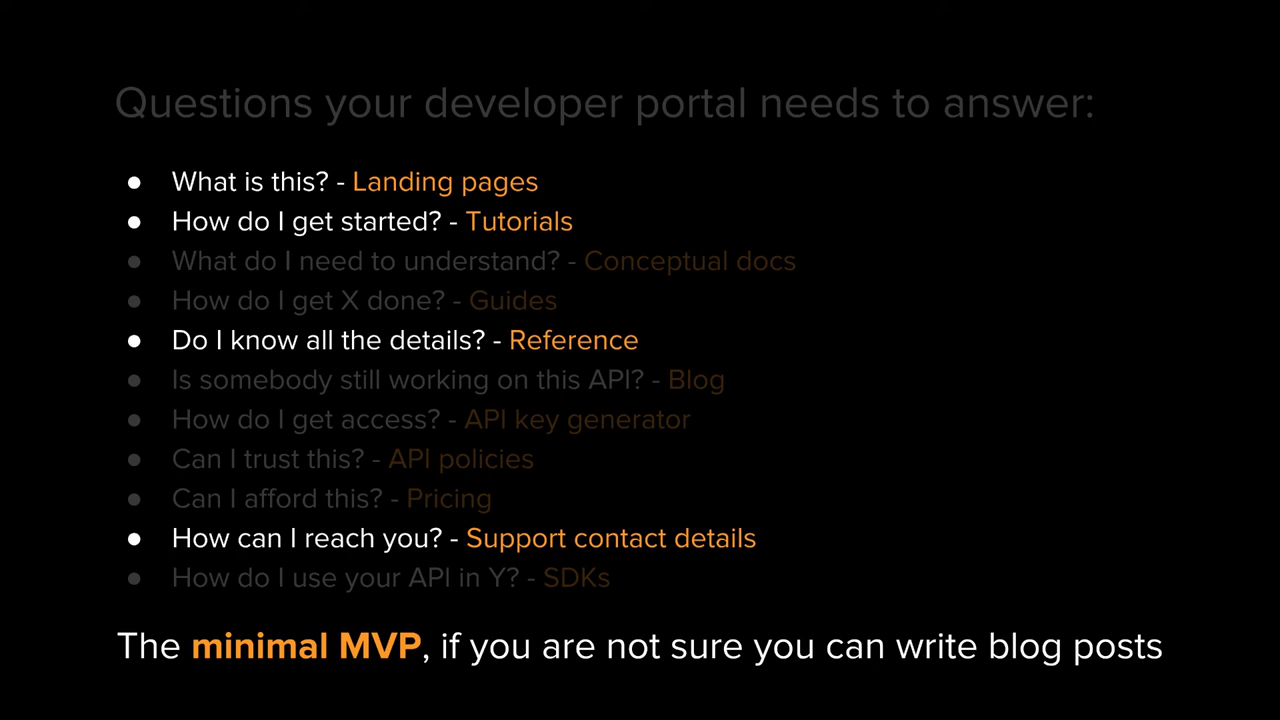 Questions your developer portal needs to answer:
● What is this? - Landing pages
● How do I get started? - Tutorials
● What do I need to understand? - Conceptual docs
● How do I get X done? - Guides
● Do I know all the details? - Reference
● Is somebody still working on this API? - Blog
● How do I get access? - API key generator
● Can I trust this? - API policies
● Can I afford this? - Pricing
● How can I reach you? - Support contact details
● How do I use your API in Y? - SDKs
The minimal MVP, if you are not sure you can write blog posts